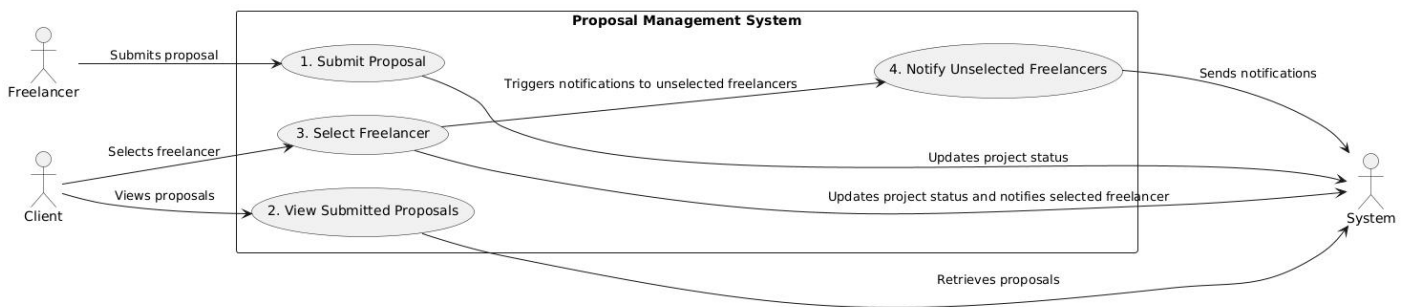 Proposal Management System
Submits proposal
1. Submit Proposal
4. Notify Unselected Freelancers
Sends notifications
Triggers notifications to unselected freelancers
Freelancer
3. Select Freelancer
Selects freelancer
Updates project status
Views proposals
Updates project status and notifies selected freelancer
2. View Submitted Proposals
Client
System
Retrieves proposals